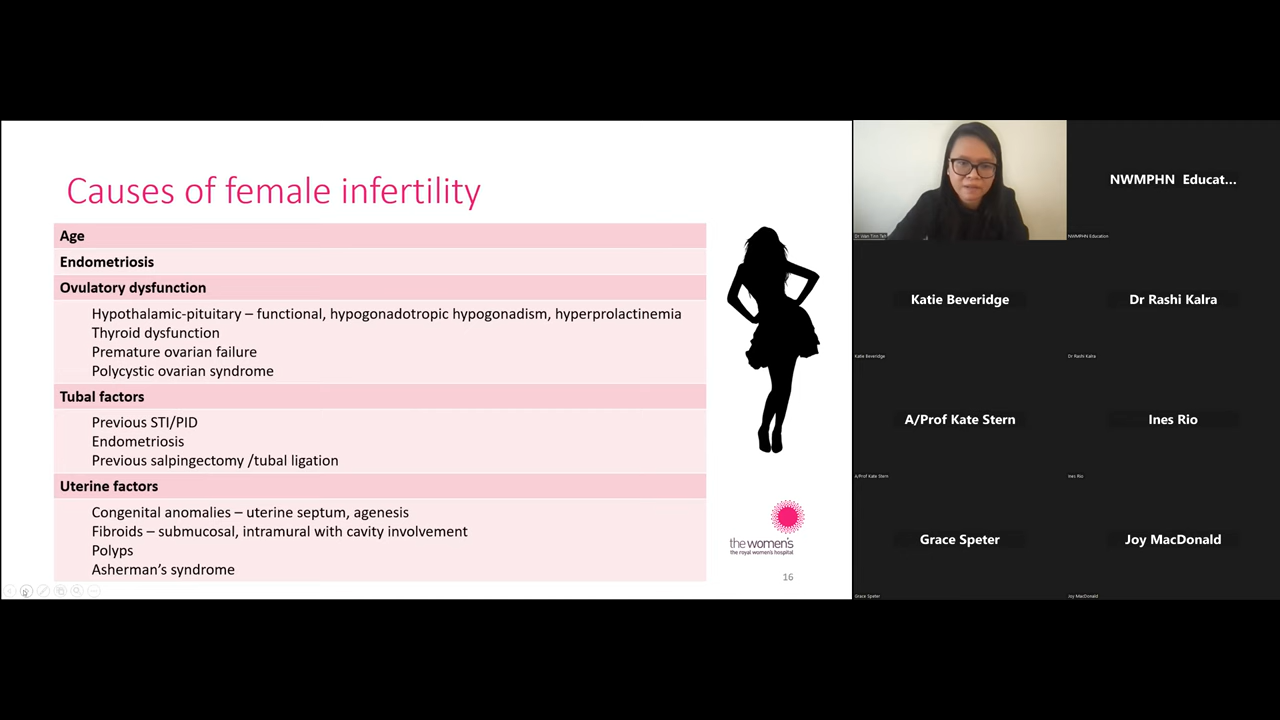 Causes of female infertility
Age
Endometriosis
Ovulatory dysfunction
Hypothalamic-pituitary – functional, hypogonadotropic hypogonadism, hyperprolactinemia
Thyroid dysfunction
Premature ovarian failure
Polycystic ovarian syndrome
Tubal factors
Previous STI/PID
Endometriosis
Previous salpingectomy /tubal ligation
Uterine factors
Congenital anomalies – uterine septum, agenesis
Fibroids – submucosal, intramural with cavity involvement
Polyps
Asherman's syndrome
the women's
the royal women's hospital
16
NWMPHN Educat...
NWMPHN Education
Katie Beveridge
Katie Beveridge
Dr Rashi Kalra
Dr Rashi Kalra
A/Prof Kate Stern
A/Prof Kate Stern
Ines Rio
Ines Rio
Grace Speter
Grace Speter
Joy MacDonald
Joy MacDonald